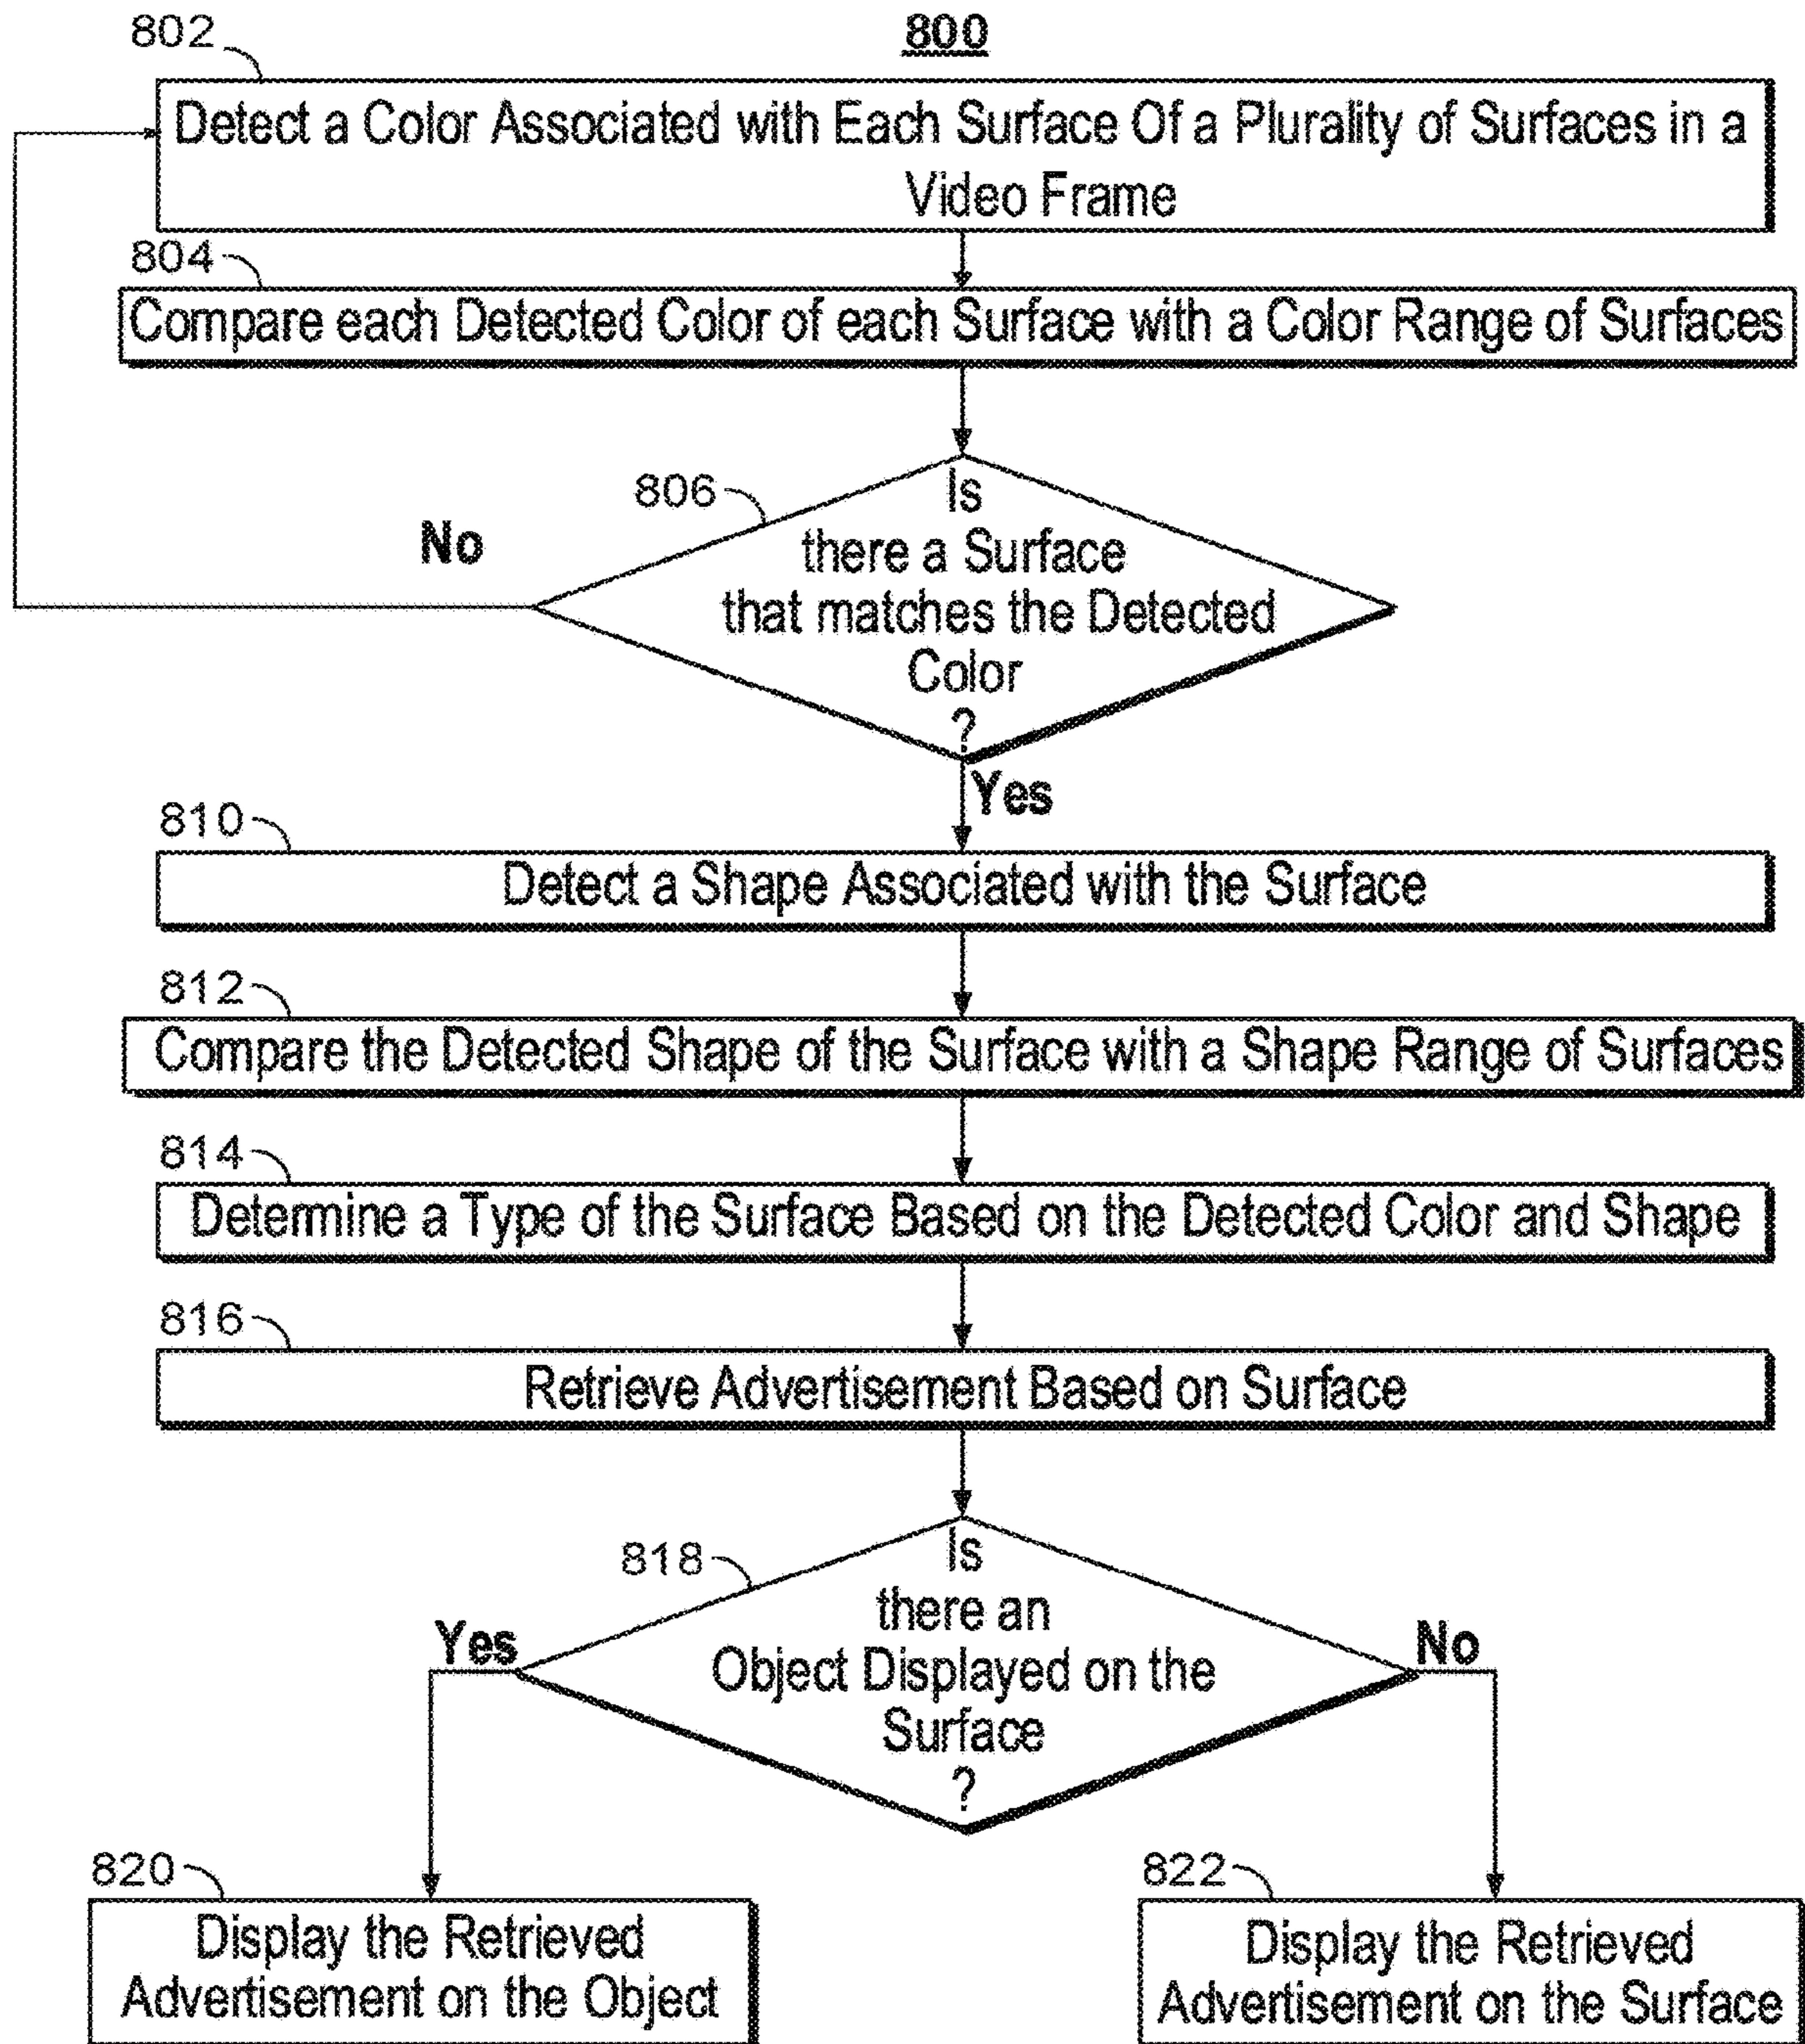 800
802
Detect a Color Associated with Each Surface Of a Plurality of Surfaces in a
Video Frame
804
Compare each Detected Color of each Surface with a Color Range of Surfaces
806
Is
there a Surface
that matches the Detected
Color
?
No
Yes
810
Detect a Shape Associated with the Surface
812
Compare the Detected Shape of the Surface with a Shape Range of Surfaces
814
Determine a Type of the Surface Based on the Detected Color and Shape
816
Retrieve Advertisement Based on Surface
818
Is
there an
Object Displayed on the
Surface
?
Yes
No
820
Display the Retrieved
Advertisement on the Object
822
Display the Retrieved
Advertisement on the Surface